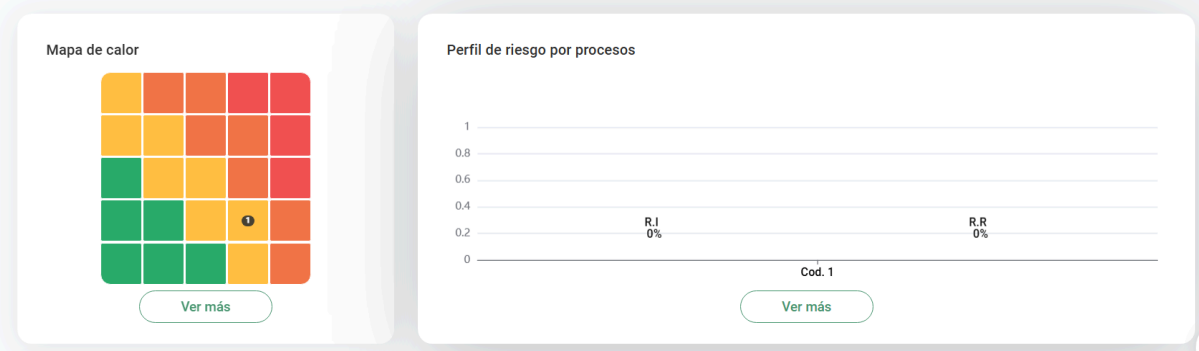 Mapa de calor
1
Ver más
Perfil de riesgo por procesos
1
0.8
0.6
0.4
0.2
0
R.I
0%
R.R
0%
Cod. 1
Ver más